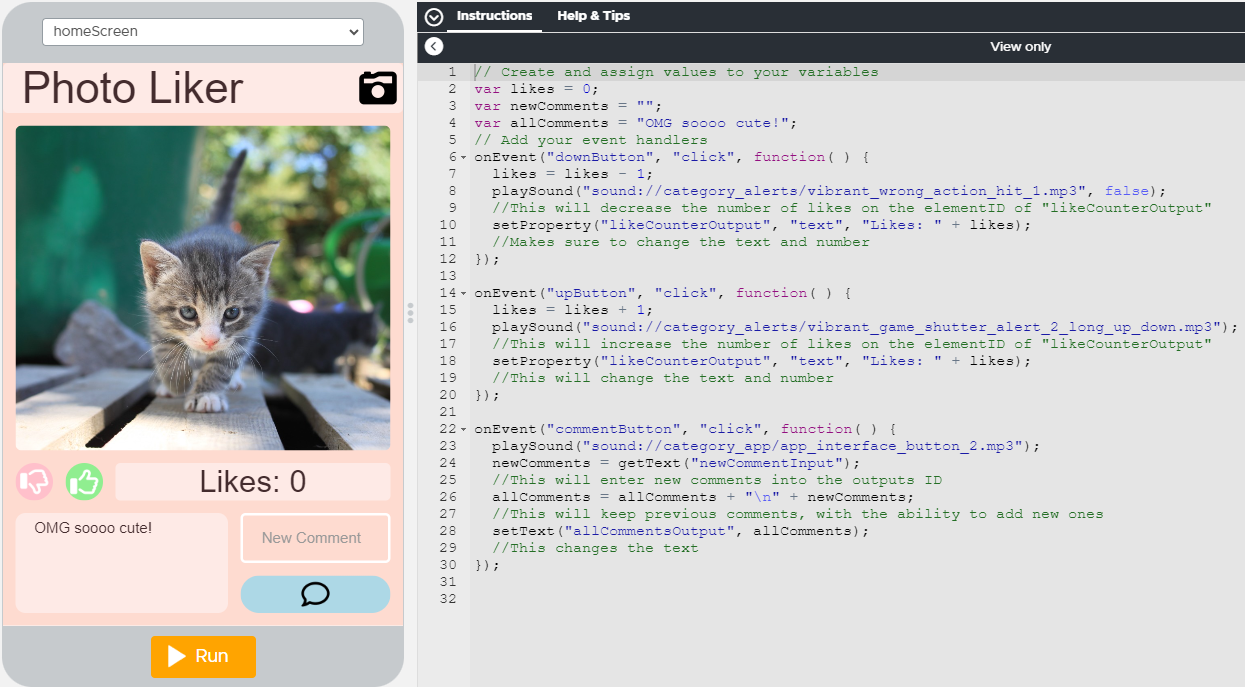 homeScreen
Photo Liker
Likes: 0
OMG soooo cute!
New Comment
Run
Instructions Help & Tips
View only
1 // Create and assign values to your variables
2 var likes = 0;
3 var newComments = "";
4 var allComments = "OMG soooo cute!";
5 // Add your event handlers
6 onEvent("downButton", "click", function( ) {
7 likes = likes - 1;
8 playSound("sound://category_alerts/vibrant_wrong_action_hit_1.mp3", false);
9 //This will decrease the number of likes on the elementID of "likeCounterOutput"
10 setProperty("likeCounterOutput", "text", "Likes: " + likes);
11 //Makes sure to change the text and number
12 });
13
14 onEvent("upButton", "click", function( ) {
15 likes = likes + 1;
16 playSound("sound://category_alerts/vibrant_game_shutter_alert_2_long_up_down.mp3");
17 //This will increase the number of likes on the elementID of "likeCounterOutput"
18 setProperty("likeCounterOutput", "text", "Likes: " + likes);
19 //This will change the text and number
20 });
21
22 onEvent("commentButton", "click", function( ) {
23 playSound("sound://category_app/app_interface_button_2.mp3");
24 newComments = getText("newCommentInput");
25 //This will enter new comments into the outputs ID
26 allComments = allComments + "\n" + newComments;
27 //This will keep previous comments, with the ability to add new ones
28 setText("allCommentsOutput", allComments);
29 //This changes the text
30 });
31
32